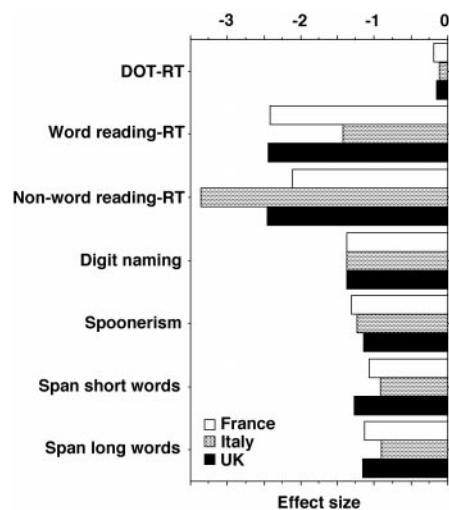 -3 -2 -1 0
DOT-RT
Word reading-RT
Non-word reading-RT
Digit naming
Spoonerism
Span short words
Span long words
France
Italy
UK
Effect size